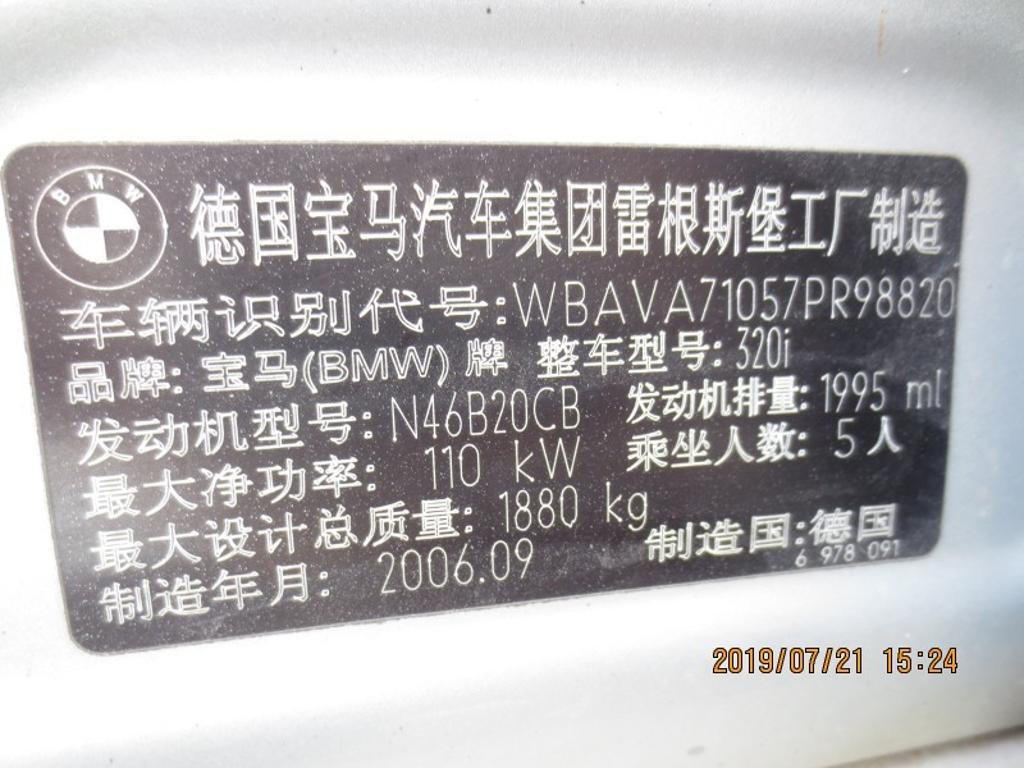 BMW
德国宝马汽车集团雷根斯堡工厂制造
车辆识别代号:WBAVA71057PR98820
品牌: 宝马(BMW) 牌 整车型号: 320i
发动机型号: N46B20CB 发动机排量: 1995 ml
最大净功率: 110 kW 乘坐人数: 5 人
最大设计总质量: 1880 kg
制造年月: 2006.09 制造国:德国
6 978 091
2019/07/21 15:24